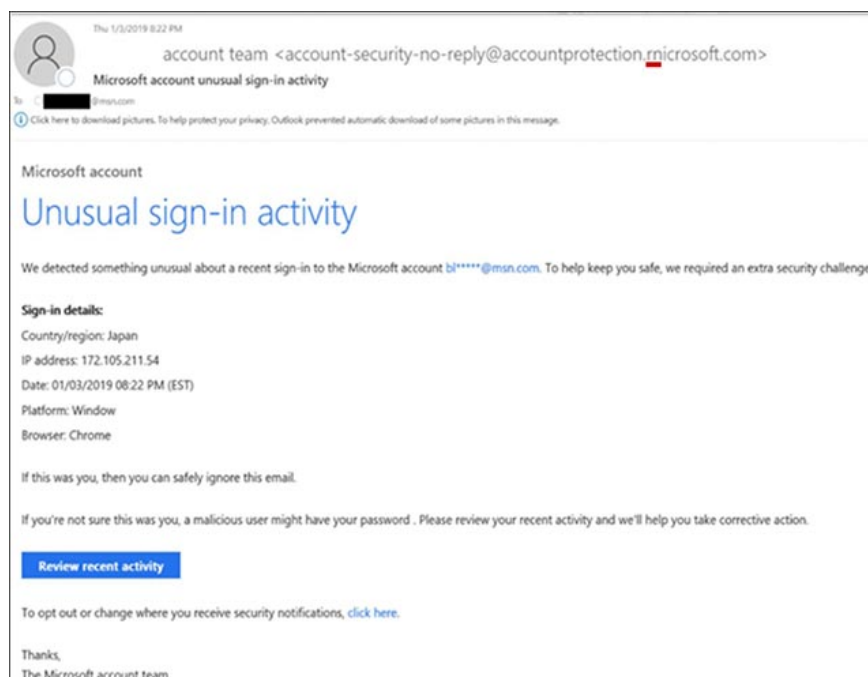 Thu 1/3/2019 8:22 PM
account team <account-security-no-reply@accountprotection.rnicrosoft.com>
Microsoft account unusual sign-in activity
To C @msn.com
Click here to download pictures. To help protect your privacy, Outlook prevented automatic download of some pictures in this message.
Microsoft account
Unusual sign-in activity
We detected something unusual about a recent sign-in to the Microsoft account bl*****@msn.com. To help keep you safe, we required an extra security challenge
Sign-in details:
Country/region: Japan
IP address: 172.105.211.54
Date: 01/03/2019 08:22 PM (EST)
Platform: Window
Browser: Chrome
If this was you, then you can safely ignore this email.
If you're not sure this was you, a malicious user might have your password . Please review your recent activity and we'll help you take corrective action.
Review recent activity
To opt out or change where you receive security notifications, click here.
Thanks,
The Microsoft account team